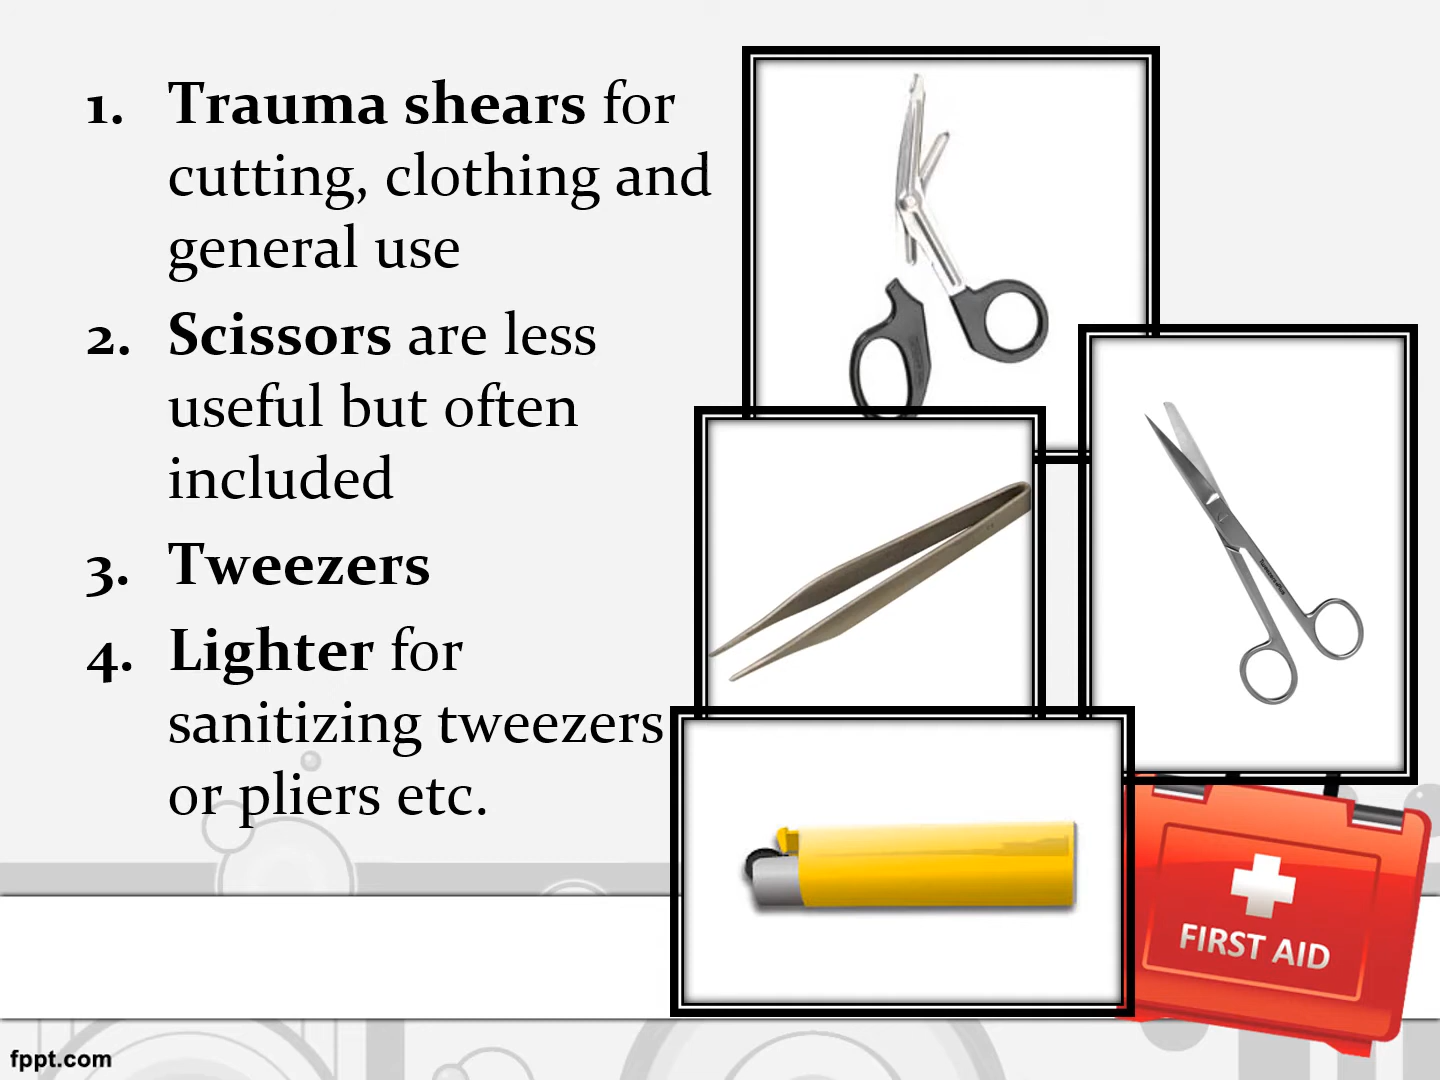 1. Trauma shears for
cutting, clothing and
general use
2. Scissors are less
useful but often
included
3. Tweezers
4. Lighter for
sanitizing tweezers
or pliers etc.
FIRST AID
fppt.com